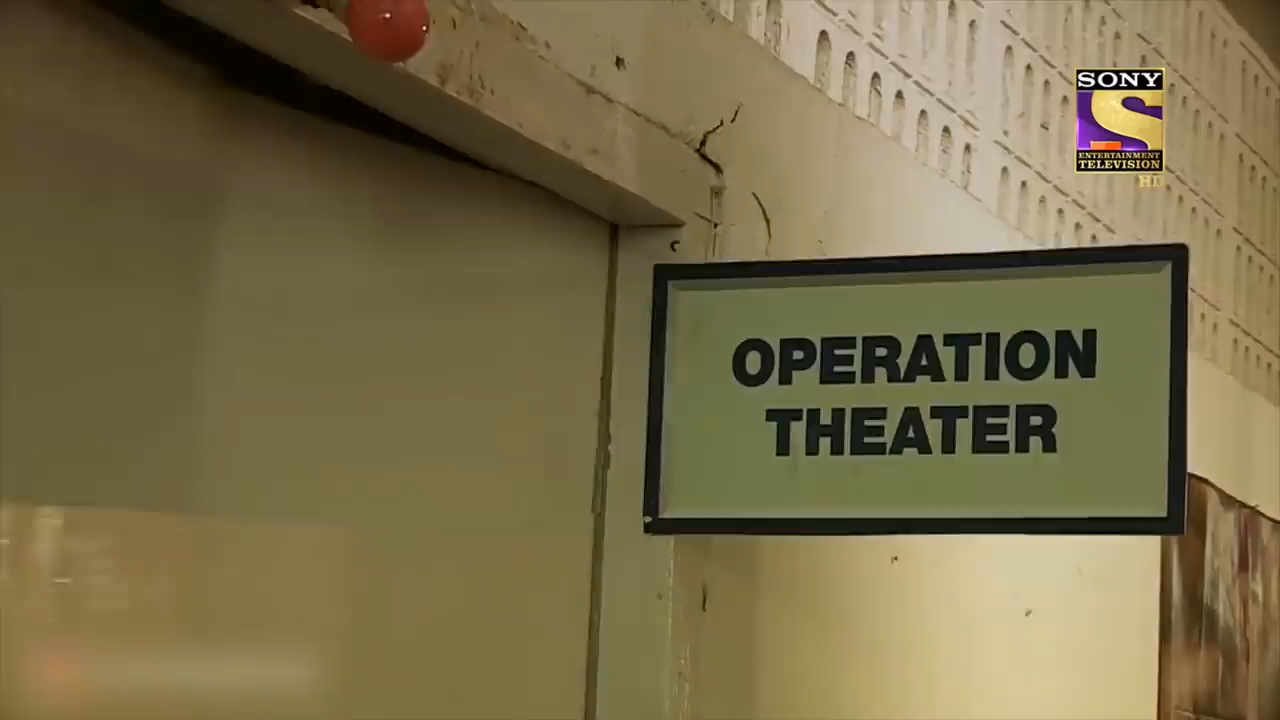 SONY
ENTERTAINMENT
TELEVISION
HD
OPERATION
THEATER